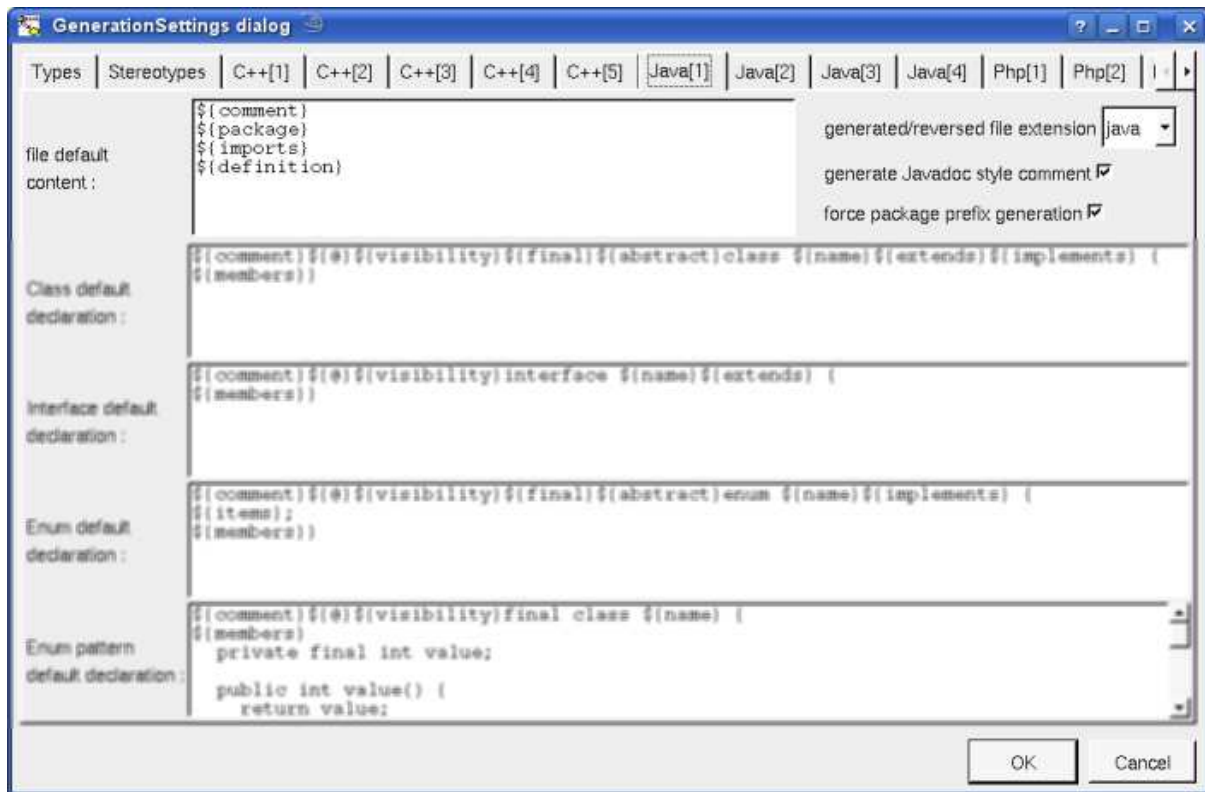 GenerationSettings dialog
Types Stereotypes C++[1] C++[2] C++[3] C++[4] C++[5] Java[1] Java[2] Java[3] Java[4] Php[1] Php[2]
file default
content :
${comment}
${package}
${imports}
${definition}
generated/reversed file extension java
generate Javadoc style comment
force package prefix generation
Class default
declaration :
${comment}${@}${visibility}${final}${abstract}class ${name}${extends}${implements} {
${members}}
Interface default
declaration :
${comment}${@}${visibility}interface ${name}${extends} {
${members}}
Enum default
declaration :
${comment}${@}${visibility}${final}${abstract}enum ${name}${implements} {
${items};
${members}}
Enum pattern
default declaration :
${comment}${@}${visibility}final class ${name} {
${members}
private final int value;
public int value() {
return value;
OK Cancel